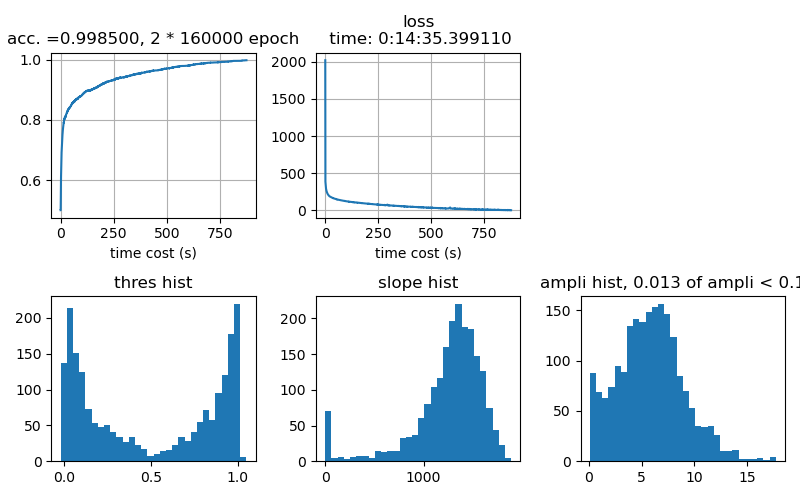 acc. =0.998500, 2 * 160000 epoch
loss
time: 0:14:35.399110
1.0
0.8
0.6
0 250 500 750
time cost (s)
2000
1500
1000
500
0
0 250 500 750
time cost (s)
thres hist
slope hist
ampli hist, 0.013 of ampli < 0.1
200
150
100
50
0
0.0 0.5 1.0
200
150
100
50
0
0 1000
150
100
50
0
0 5 10 15